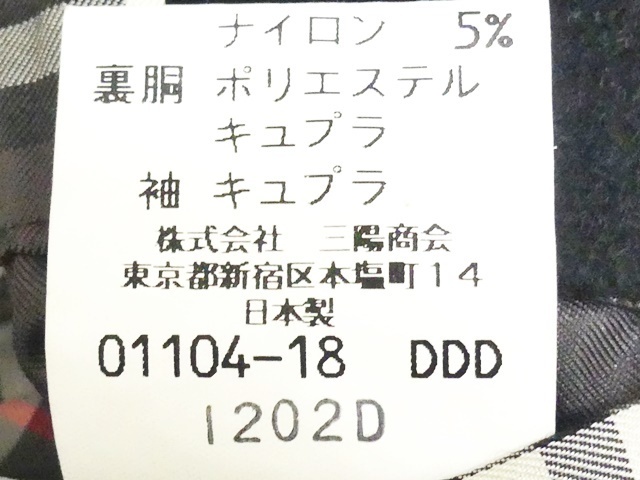 ナイロン 5%
裏胴 ポリエステル
キュプラ
袖 キュプラ
株式会社 三陽商会
東京都新宿区本塩町14
日本製
01104-18 DDD
1202D